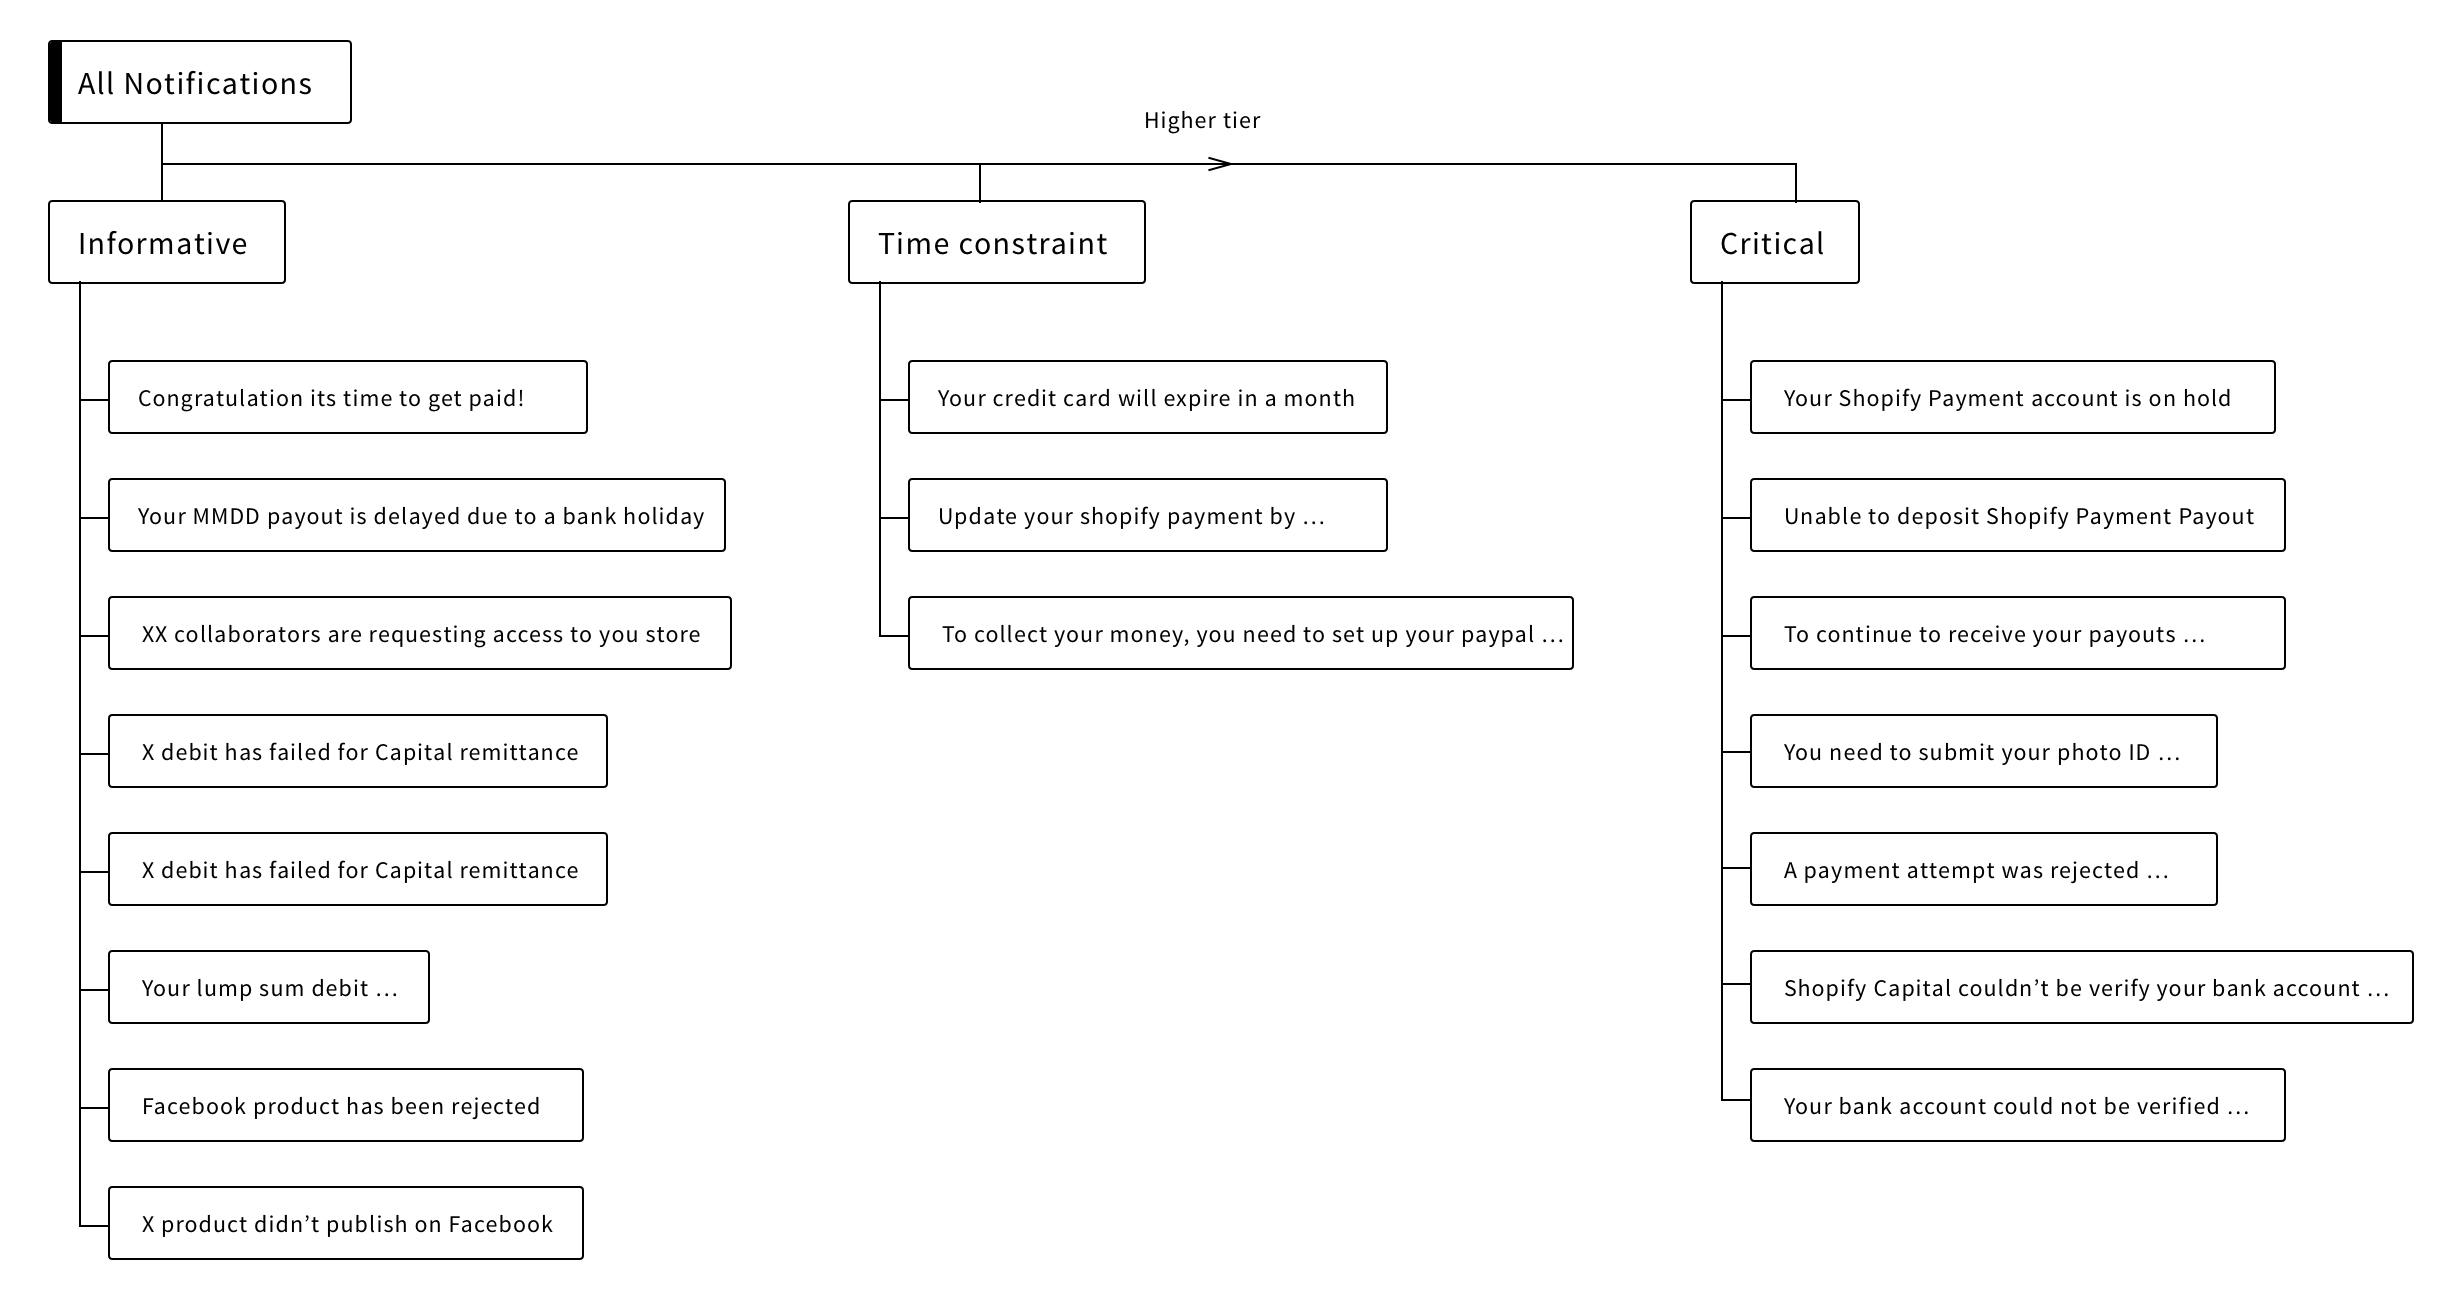 All Notifications
Higher tier
Informative
Time constraint
Critical
Congratulation its time to get paid!
Your MMDD payout is delayed due to a bank holiday
XX collaborators are requesting access to you store
X debit has failed for Capital remittance
X debit has failed for Capital remittance
Your lump sum debit …
Facebook product has been rejected
X product didn’t publish on Facebook
Your credit card will expire in a month
Update your shopify payment by …
To collect your money, you need to set up your paypal …
Your Shopify Payment account is on hold
Unable to deposit Shopify Payment Payout
To continue to receive your payouts …
You need to submit your photo ID …
A payment attempt was rejected …
Shopify Capital couldn’t be verify your bank account …
Your bank account could not be verified …